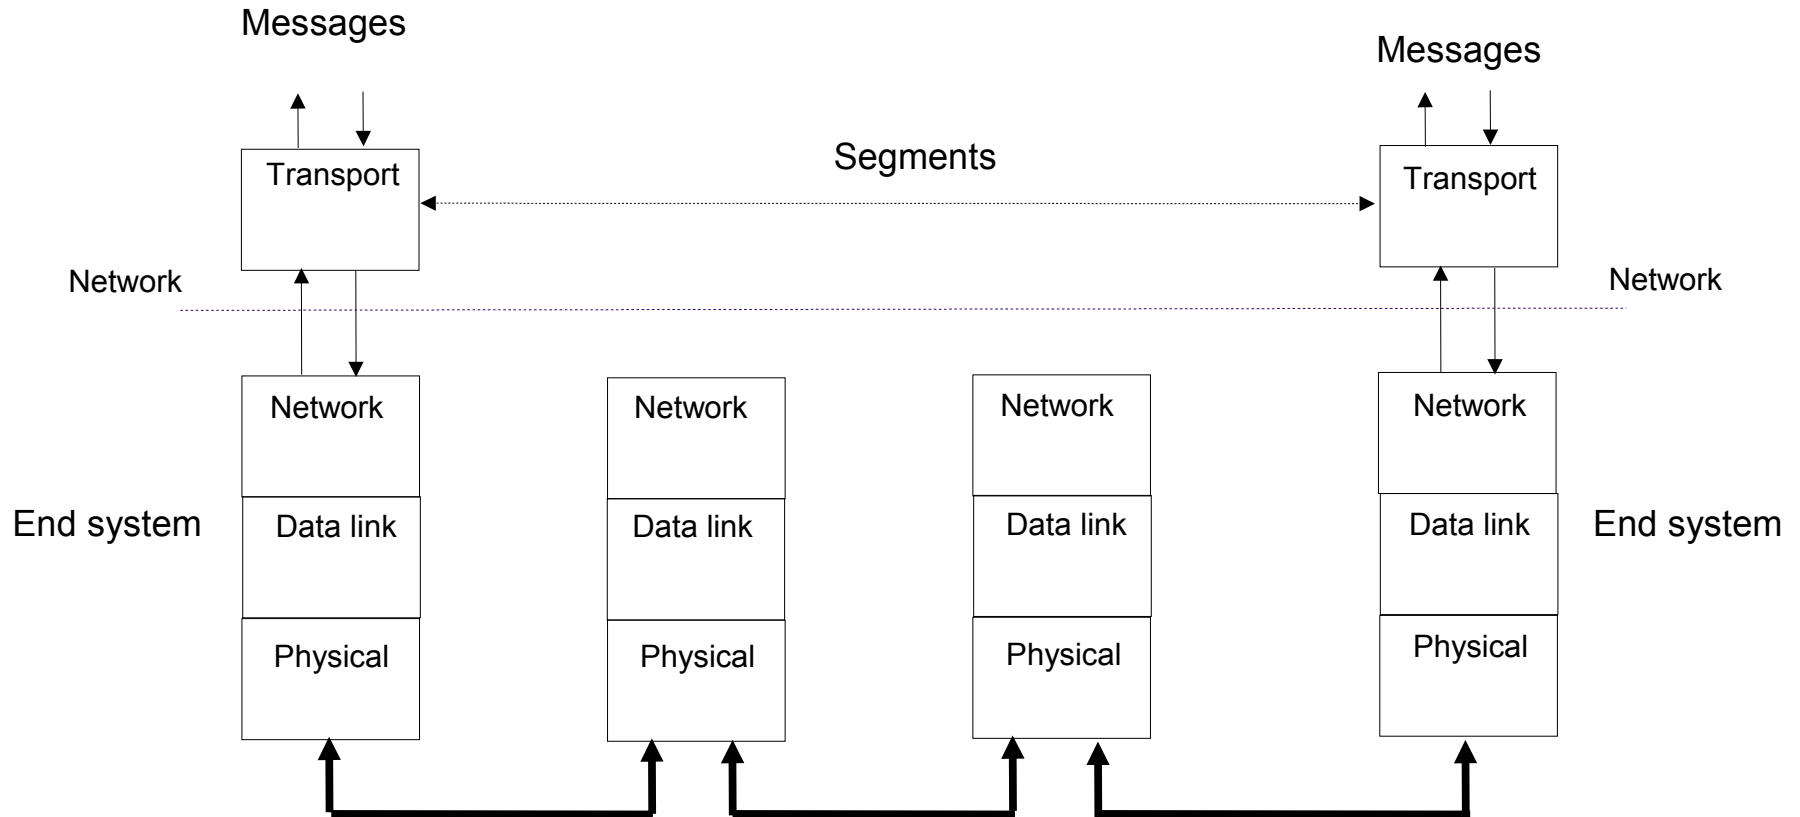 Messages
Messages
Segments
Transport
Transport
Network
Network
Network
Network
Network
Network
End system
Data link
Data link
Data link
Data link
End system
Physical
Physical
Physical
Physical